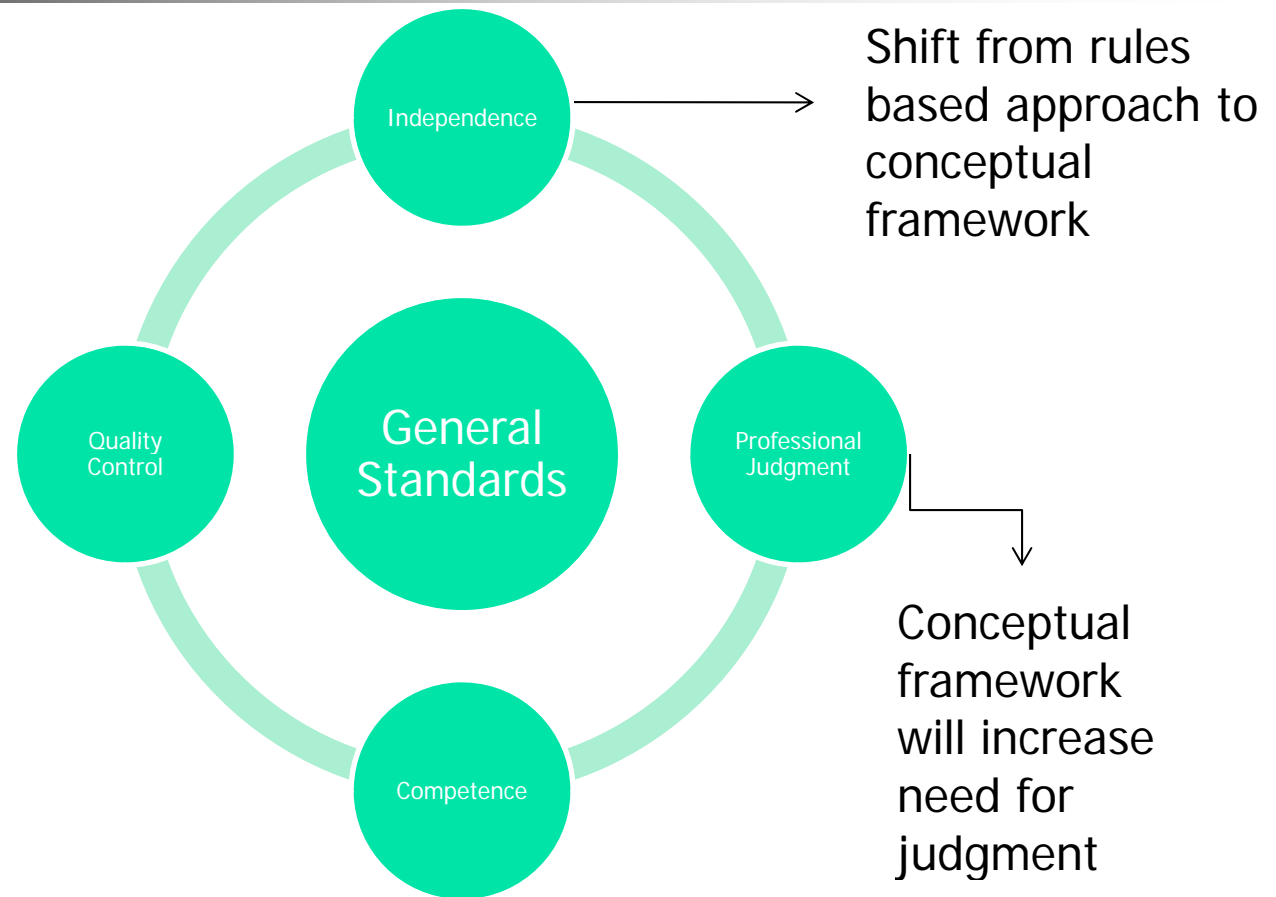 Independence
Shift from rules
based approach to
conceptual
framework
Quality
Control
General
Standards
Professional
Judgment
Conceptual
framework
will increase
need for
judgment
Competence